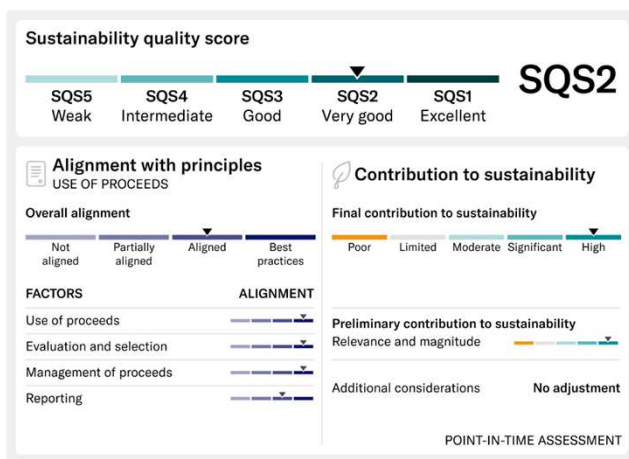 Sustainability quality score
SQS2
SQS5 SQS4 SQS3 SQS2 SQS1
Weak Intermediate Good Very good Excellent
Alignment with principles
USE OF PROCEEDS
Overall alignment
Not aligned
Partially aligned
Aligned
Best practices
FACTORS ALIGNMENT
Use of proceeds
Evaluation and selection
Management of proceeds
Reporting
Contribution to sustainability
Final contribution to sustainability
Poor Limited Moderate Significant High
Preliminary contribution to sustainability
Relevance and magnitude
Additional considerations No adjustment
POINT-IN-TIME ASSESSMENT